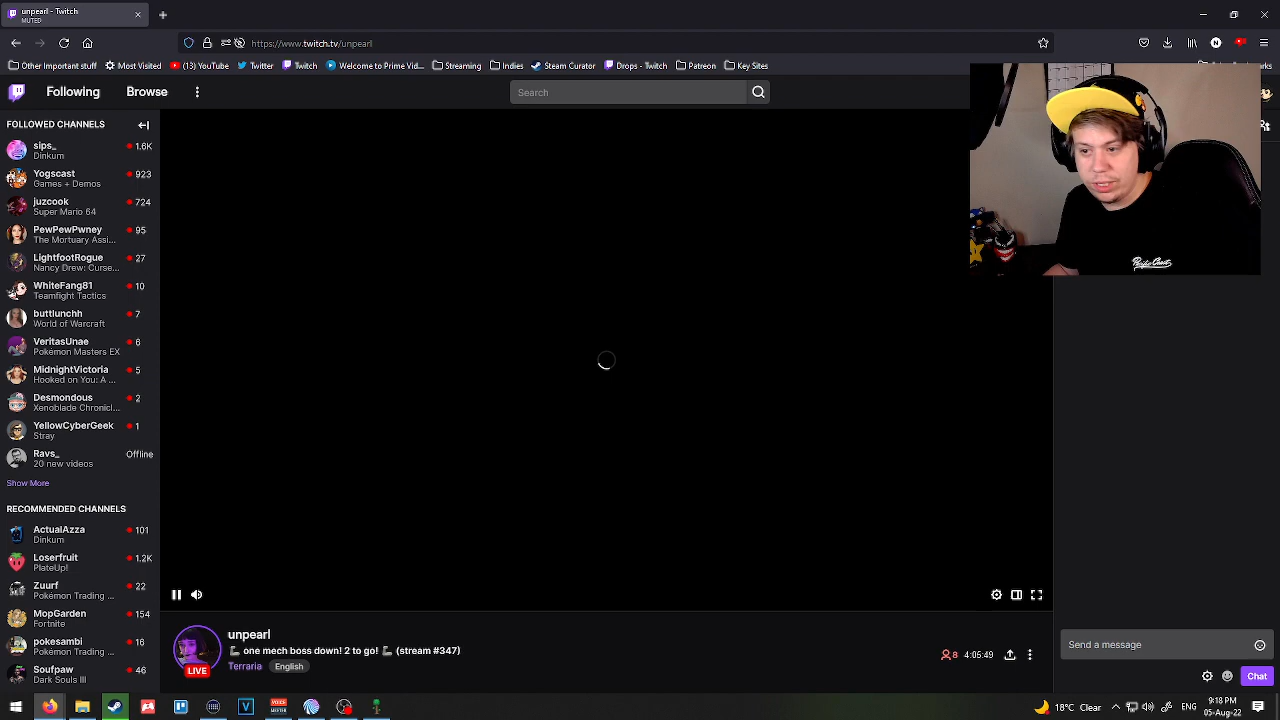 unpearl - Twitch
MUTED
https://www.twitch.tv/unpearl
Other Important stuff
Most Visited
(13) YouTube
Twitter
Twitch
Welcome to Prime Vid...
Streaming
Indies
Steam Curator
Drops - Twitch
Patreon
Key Sites
Following
Browse
Search
FOLLOWED CHANNELS
sips_
1.6K
Dinkum
Yogscast
923
Games + Demos
juzcook
724
Super Mario 64
PewPewPwney
95
The Mortuary Assi...
LightfootRogue
27
Nancy Drew: Curse...
WhiteFang81
10
Teamfight Tactics
buttlunchh
7
World of Warcraft
VeritasUnae
6
Pokémon Masters EX
MidnightVictoria
5
Hooked on You: A ...
Desmondous
2
Xenoblade Chronicl...
YellowCyberGeek
1
Stray
Ravs_
Offline
20 new videos
Show More
RECOMMENDED CHANNELS
ActualAzza
101
Dinkum
Loserfruit
1.2K
PlateUp!
Zuurf
22
Pokémon Trading ...
MopGarden
154
Fortnite
pokesambi
16
Pokémon Trading ...
Soufpaw
46
Dark Souls III
Pacific Coast
unpearl
🦾 one mech boss down! 2 to go! 🦾 (stream #347)
Terraria
English
LIVE
8
4:05:49
Send a message
Chat
18°C Clear
9:18 PM
05-Aug-22